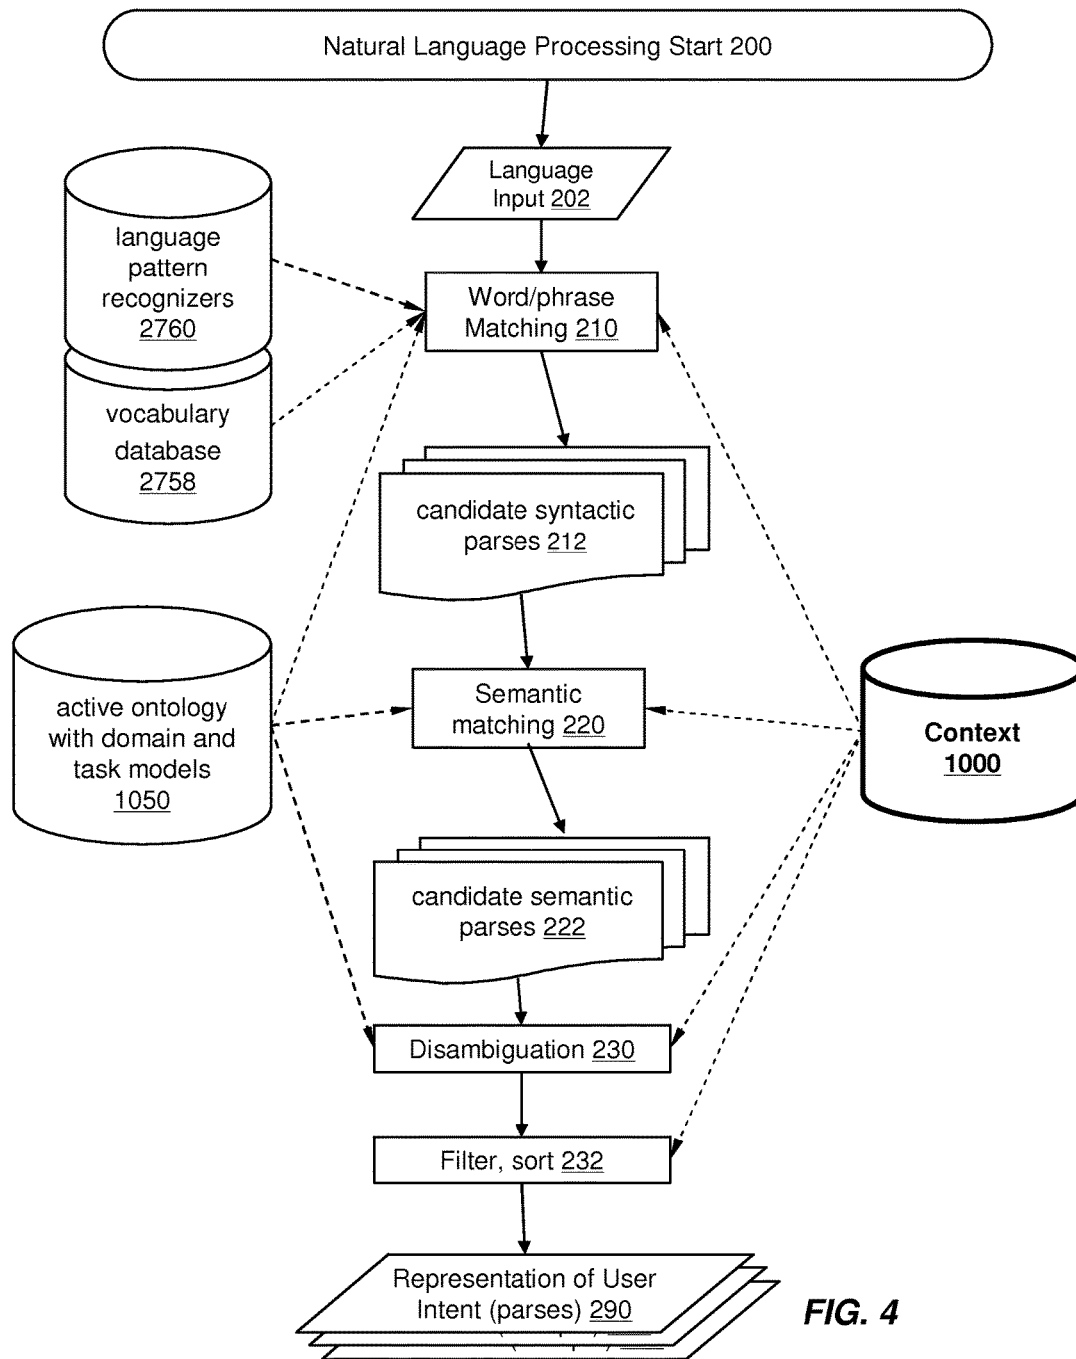 Natural Language Processing Start 200
Language
Input 202
language
pattern
recognizers
2760
Word/phrase
Matching 210
vocabulary
database
2758
candidate syntactic
parses 212
active ontology
with domain and
task models
1050
Semantic
matching 220
Context
1000
candidate semantic
parses 222
Disambiguation 230
Filter, sort 232
Representation of User
Intent (parses) 290
FIG. 4